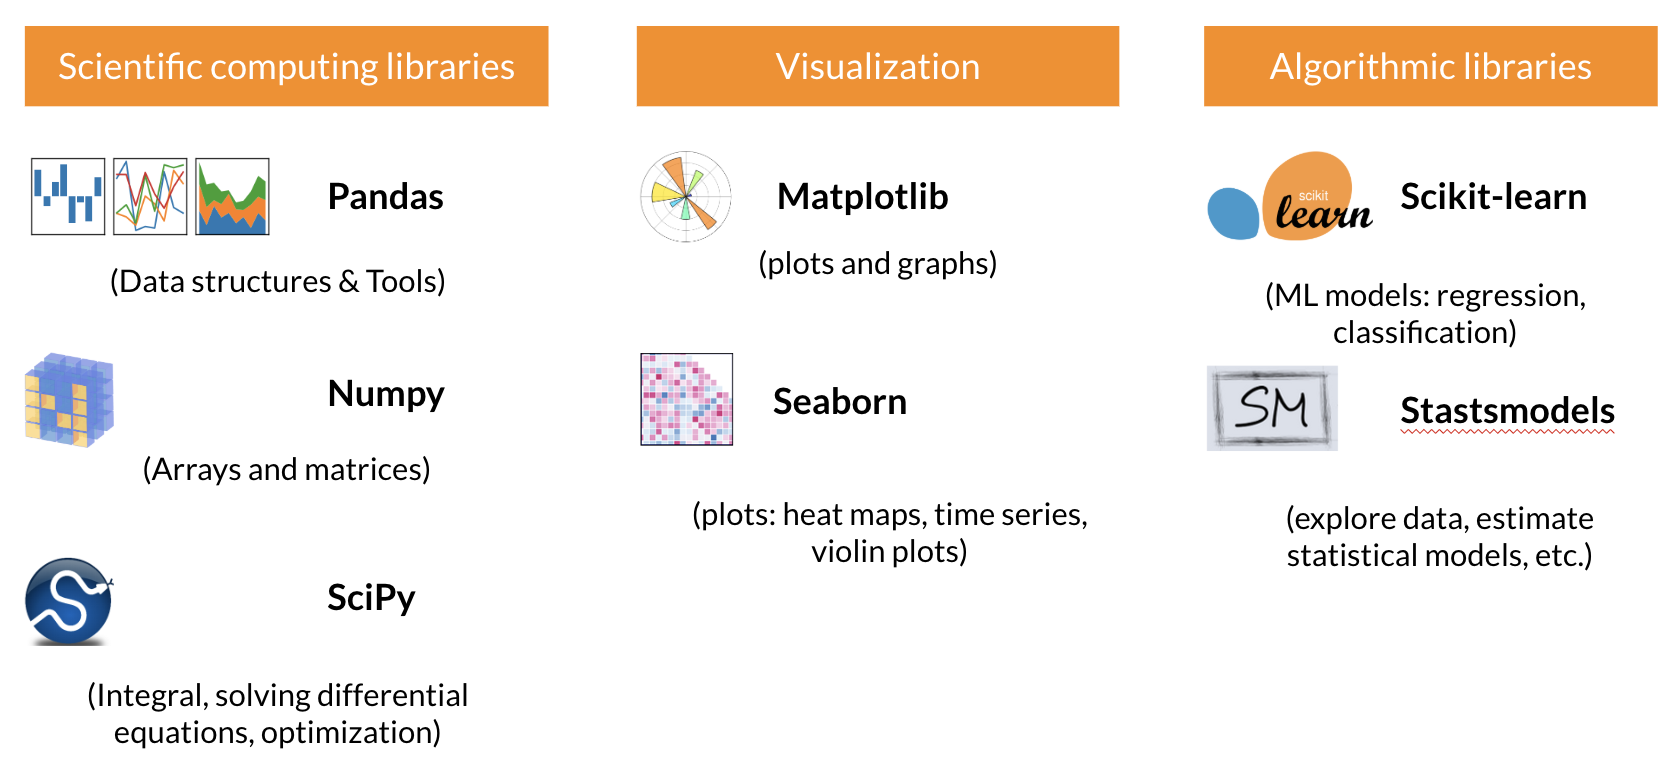 Scientific computing libraries
Pandas
(Data structures & Tools)
Numpy
(Arrays and matrices)
SciPy
(Integral, solving differential
equations, optimization)
Visualization
Matplotlib
(plots and graphs)
Seaborn
(plots: heat maps, time series,
violin plots)
Algorithmic libraries
scikit
learn
Scikit-learn
(ML models: regression,
classification)
SM
Stastsmodels
(explore data, estimate
statistical models, etc.)